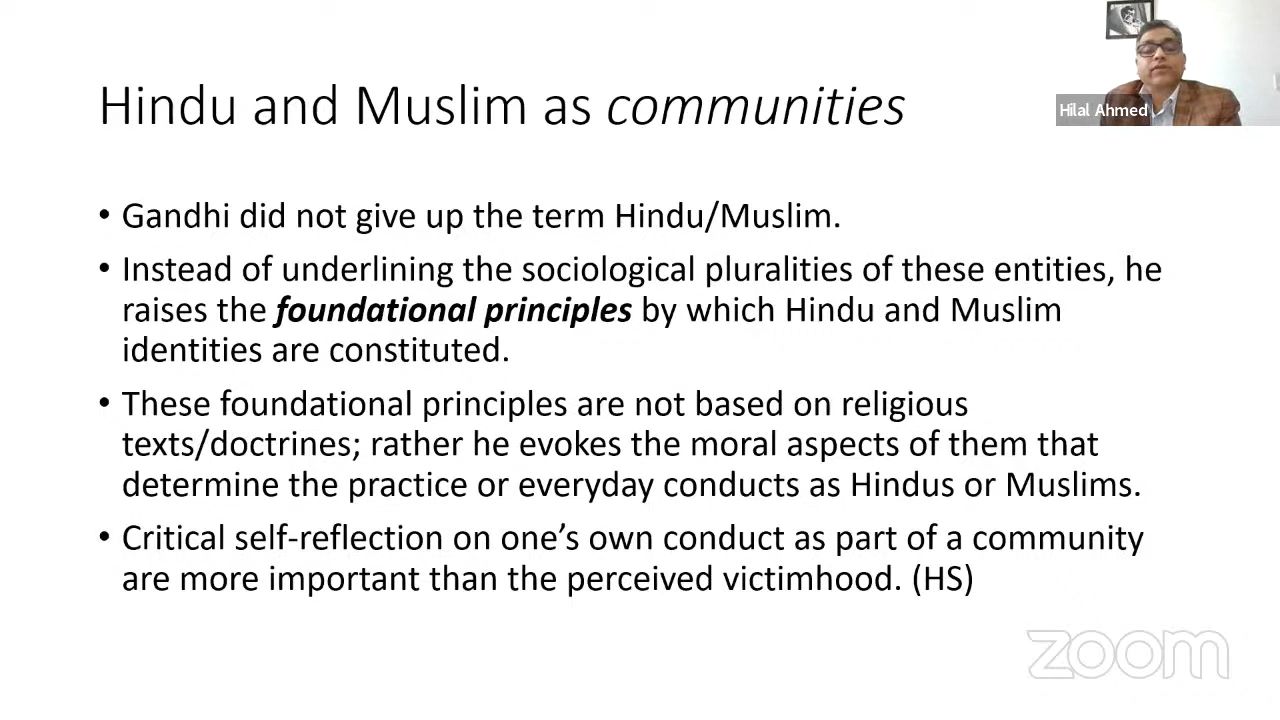 Hindu and Muslim as communities
Hilal Ahmed
• Gandhi did not give up the term Hindu/Muslim.
• Instead of underlining the sociological pluralities of these entities, he
raises the foundational principles by which Hindu and Muslim
identities are constituted.
• These foundational principles are not based on religious
texts/doctrines; rather he evokes the moral aspects of them that
determine the practice or everyday conducts as Hindus or Muslims.
• Critical self-reflection on one’s own conduct as part of a community
are more important than the perceived victimhood. (HS)
zoom